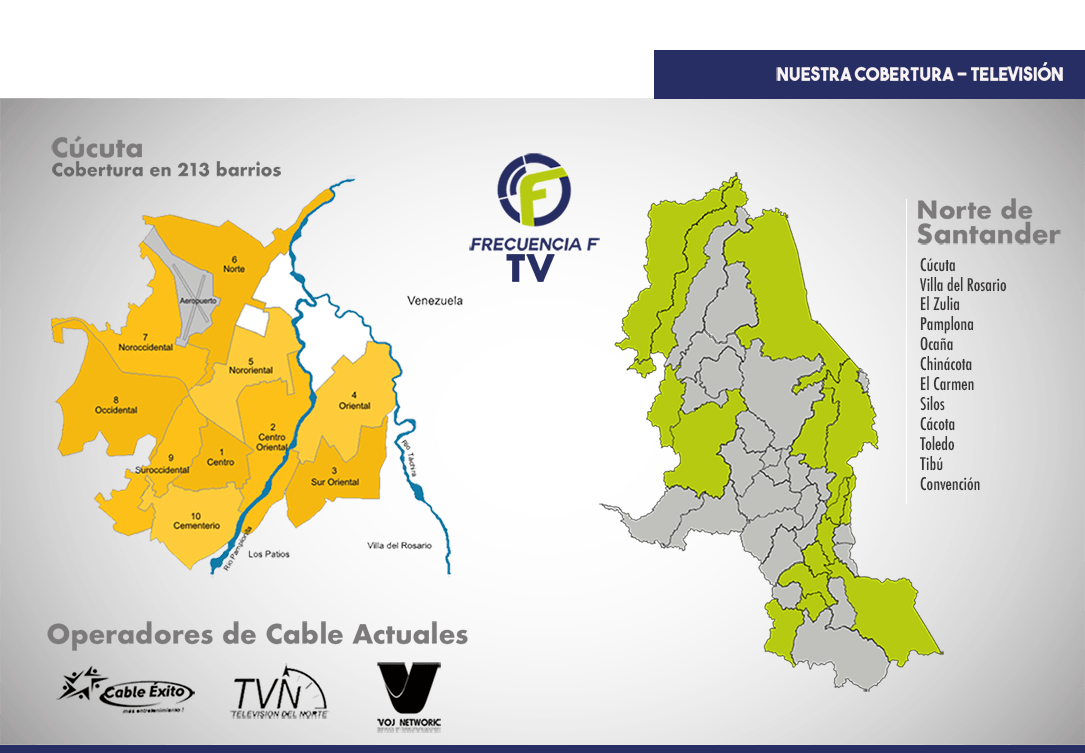 NUESTRA COBERTURA – TELEVISIÓN
Cúcuta
Cobertura en 213 barrios
6
Norte
Aeropuerto
7
Noroccidental
5
Nororiental
8
Occidental
4
Oriental
2
Centro
Oriental
1
Centro
9
Suroccidental
3
Sur Oriental
10
Cementerio
Río Pamplonita
Río Táchira
Los Patios
Villa del Rosario
Venezuela
F
FRECUENCIA F
TV
Norte de
Santander
Cúcuta
Villa del Rosario
El Zulia
Pamplona
Ocaña
Chinácota
El Carmen
Silos
Cácota
Toledo
Tibú
Convención
Operadores de Cable Actuales
Cable Éxito
más entretenimiento !
TVN
TELEVISION DEL NORTE
V
VOJ NETWORK